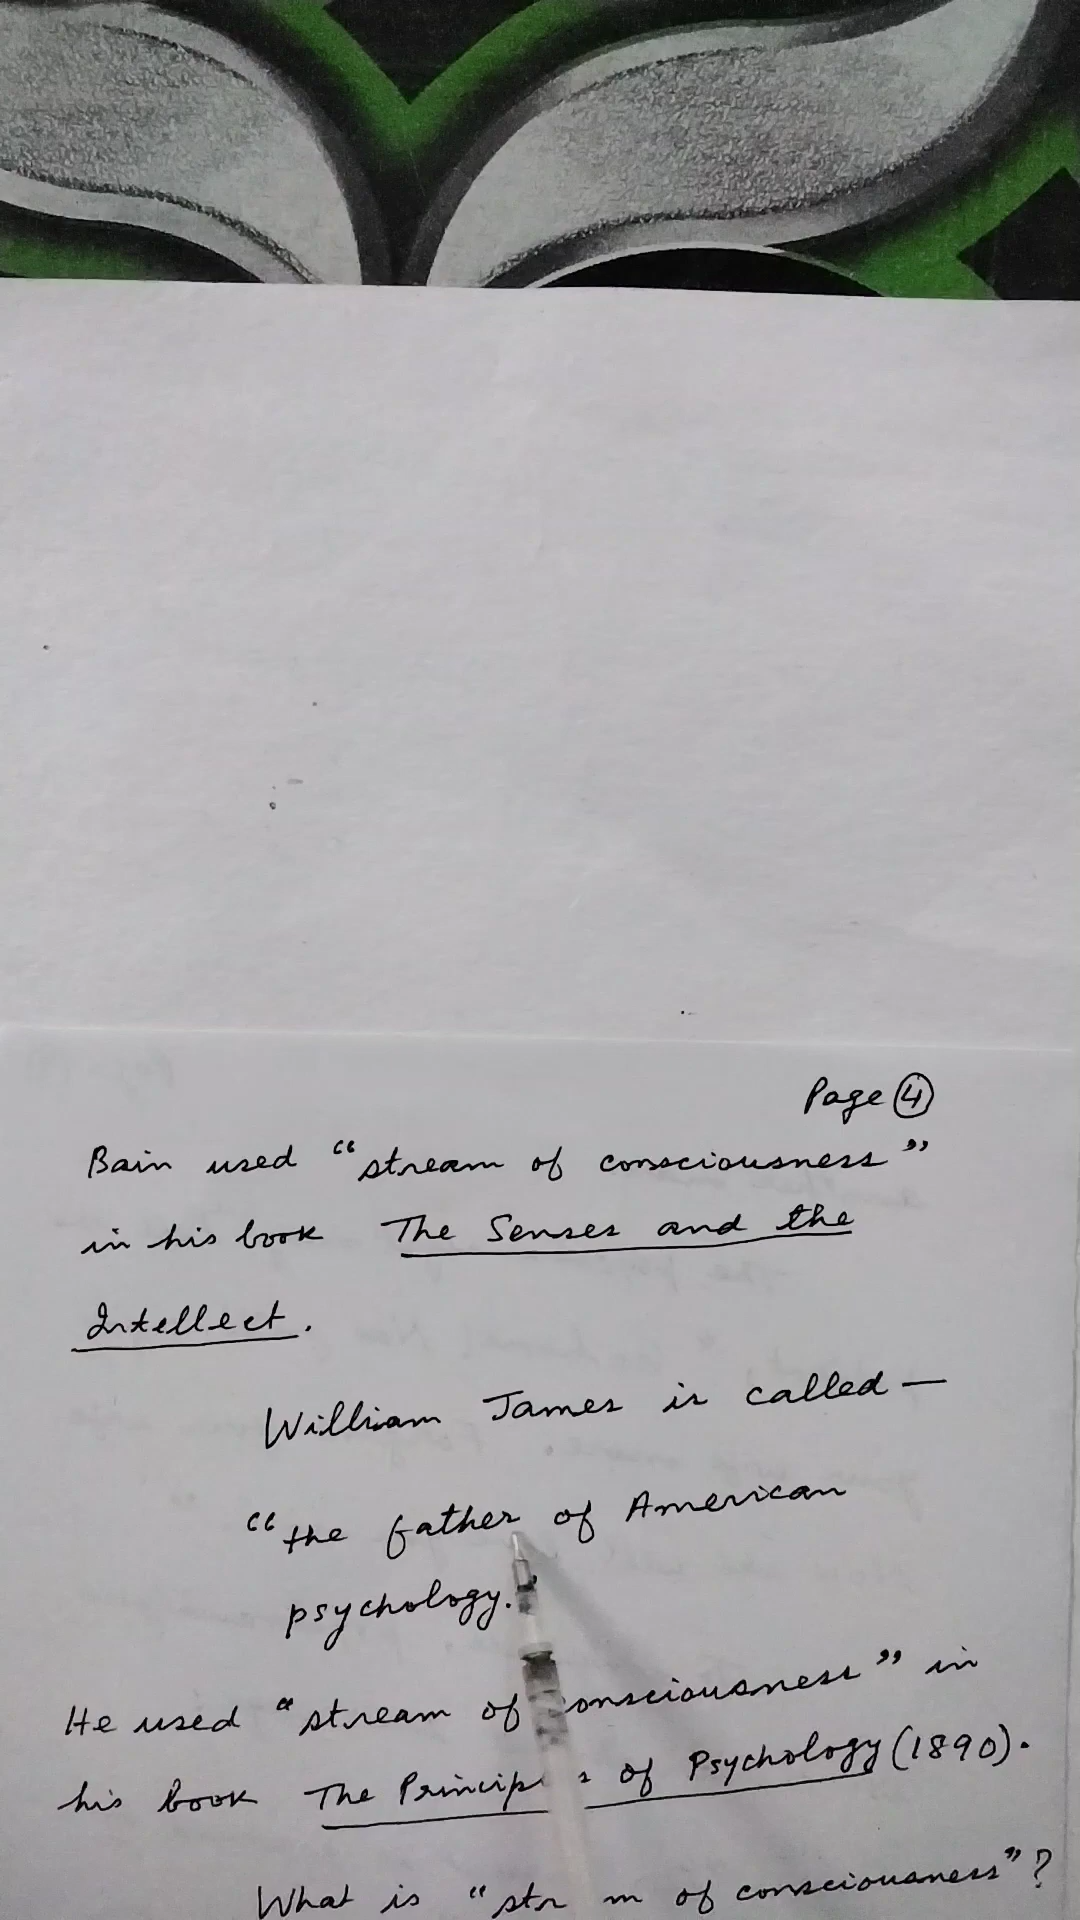 Page 4
Bain used "stream of consciousness"
in his book The Senses and the
Intellect.
William James is called —
"the father of American
psychology.
He used "stream of consciousness" in
his book The Principles of Psychology (1890).
What is "stream of consciousness"?